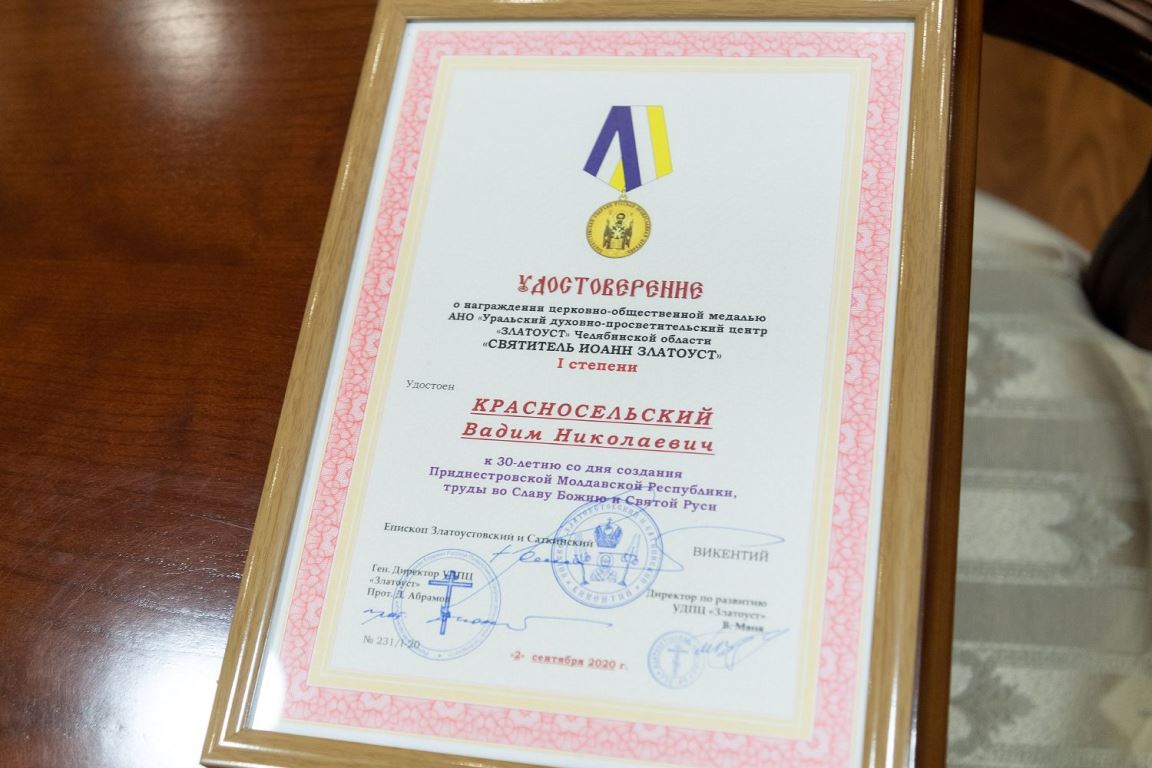 УДОСТОВЕРЕНИЕ
о награждении церковно-общественной медалью
АНО «Уральский духовно-просветительский центр
«ЗЛАТОУСТ» Челябинской области
«СВЯТИТЕЛЬ ИОАНН ЗЛАТОУСТ»
I степени
Удостоен
КРАСНОСЕЛЬСКИЙ
Вадим Николаевич
к 30-летию со дня создания
Приднестровской Молдавской Республики,
труды во Славу Божию и Святой Руси
Епископ Златоустовский и Саткинский
ВИКЕНТИЙ
Ген. Директор УДПЦ
«Златоуст»
Прот. Д. Абрамов
Директор по развитию
УДПЦ «Златоуст»
В. Маня
№ 231/I-20
«2» сентября 2020 г.